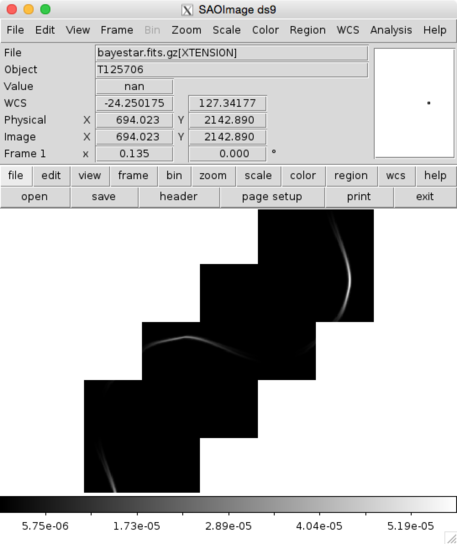 SAOImage ds9
File Edit View Frame Bin Zoom Scale Color Region WCS Analysis Help
File bayestar.fits.gz[XTENSION]
Object T125706
Value nan
WCS -24.250175 127.34177
Physical X 694.023 Y 2142.890
Image X 694.023 Y 2142.890
Frame 1 x 0.135 0.000 °
file edit view frame bin zoom scale color region wcs help
open save header page setup print exit
5.75e-06 1.73e-05 2.89e-05 4.04e-05 5.19e-05